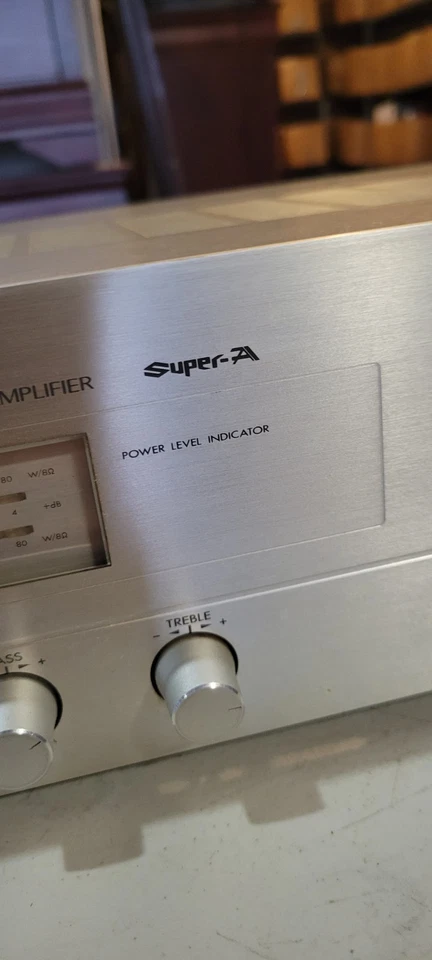 Super-A
MPLIFIER
POWER LEVEL INDICATOR
80 W/8Ω
4 +dB
80 W/8Ω
TREBLE
- +
ASS
+